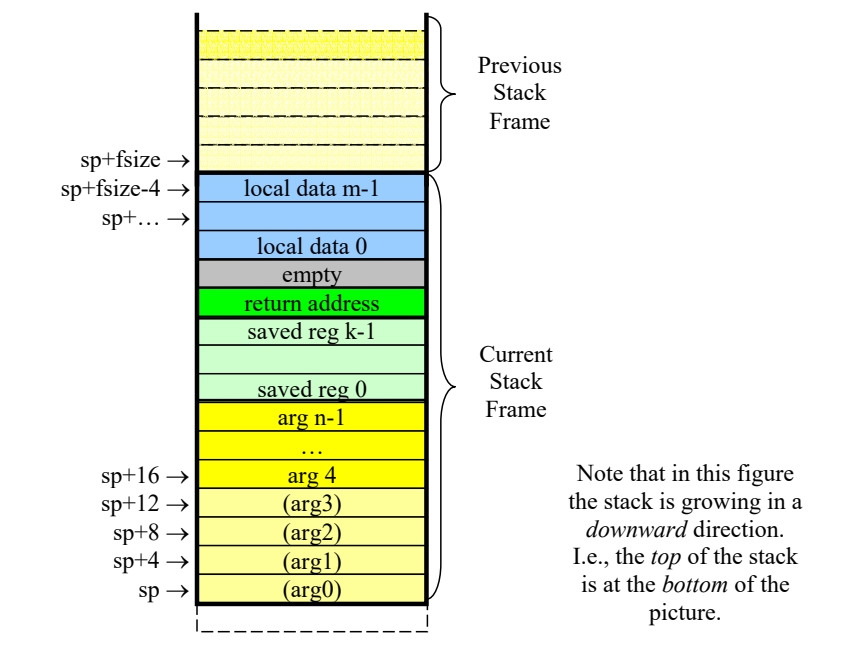 Previous
Stack
Frame
sp+fsize →
sp+fsize-4 → local data m-1
sp+… →
local data 0
empty
return address
saved reg k-1
saved reg 0
Current
Stack
Frame
arg n-1
…
sp+16 → arg 4
sp+12 → (arg3)
sp+8 → (arg2)
sp+4 → (arg1)
sp → (arg0)
Note that in this figure
the stack is growing in a
downward direction.
I.e., the top of the stack
is at the bottom of the
picture.